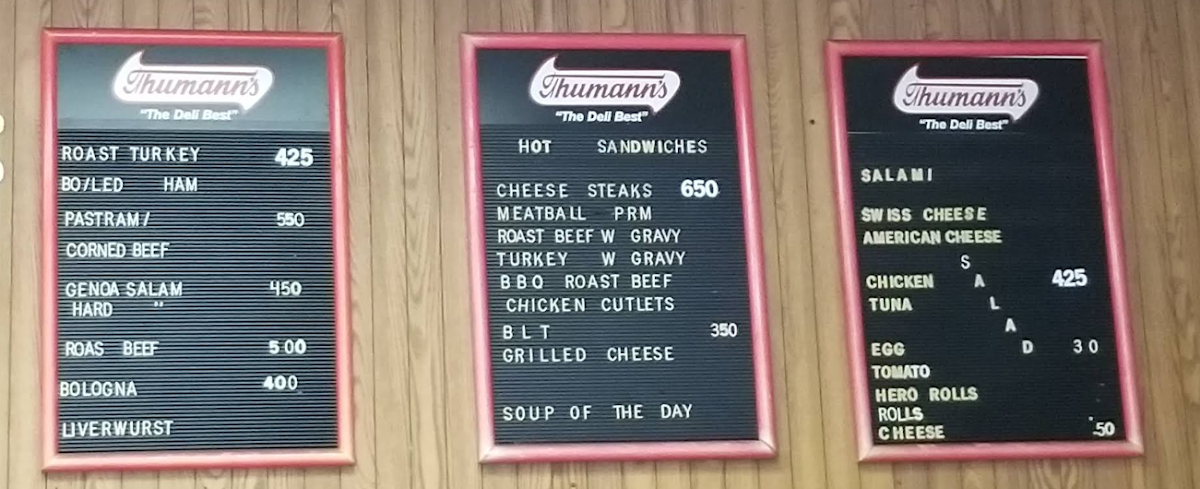 Thumann's
"The Deli Best"
ROAST TURKEY 425
BO/LED HAM
PASTRAM/ 550
CORNED BEEF
GENOA SALAM 450
HARD "
ROAS BEEF 500
BOLOGNA 400
LIVERWURST
Thumann's
"The Deli Best"
HOT SANDWICHES
CHEESE STEAKS 650
MEATBALL PRM
ROAST BEEF W GRAVY
TURKEY W GRAVY
BBQ ROAST BEEF
CHICKEN CUTLETS
BLT 350
GRILLED CHEESE
SOUP OF THE DAY
Thumann's
"The Deli Best"
SALAMI
SWISS CHEESE
AMERICAN CHEESE
S
CHICKEN A 425
TUNA L
A
EGG D 30
TOMATO
HERO ROLLS
ROLLS
CHEESE .50